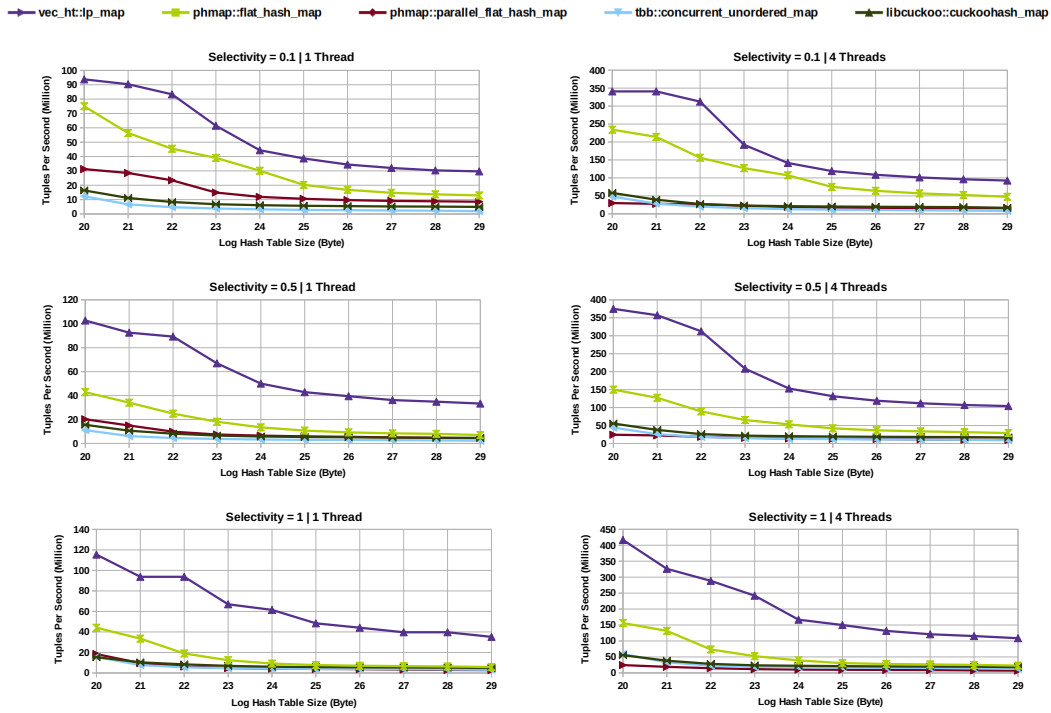 vec_ht::lp_map phmap::flat_hash_map phmap::parallel_flat_hash_map tbb::concurrent_unordered_map libcuckoo::cuckoohash_map
Selectivity = 0.1 | 1 Thread
Tuples Per Second (Million)
100
90
80
70
60
50
40
30
20
10
0
20 21 22 23 24 25 26 27 28 29
Log Hash Table Size (Byte)
Selectivity = 0.1 | 4 Threads
Tuples Per Second (Million)
400
350
300
250
200
150
100
50
0
20 21 22 23 24 25 26 27 28 29
Log Hash Table Size (Byte)
Selectivity = 0.5 | 1 Thread
Tuples Per Second (Million)
120
100
80
60
40
20
0
20 21 22 23 24 25 26 27 28 29
Log Hash Table Size (Byte)
Selectivity = 0.5 | 4 Threads
Tuples Per Second (Million)
400
350
300
250
200
150
100
50
0
20 21 22 23 24 25 26 27 28 29
Log Hash Table Size (Byte)
Selectivity = 1 | 1 Thread
Tuples Per Second (Million)
140
120
100
80
60
40
20
0
20 21 22 23 24 25 26 27 28 29
Log Hash Table Size (Byte)
Selectivity = 1 | 4 Threads
Tuples Per Second (Million)
450
400
350
300
250
200
150
100
50
0
20 21 22 23 24 25 26 27 28 29
Log Hash Table Size (Byte)